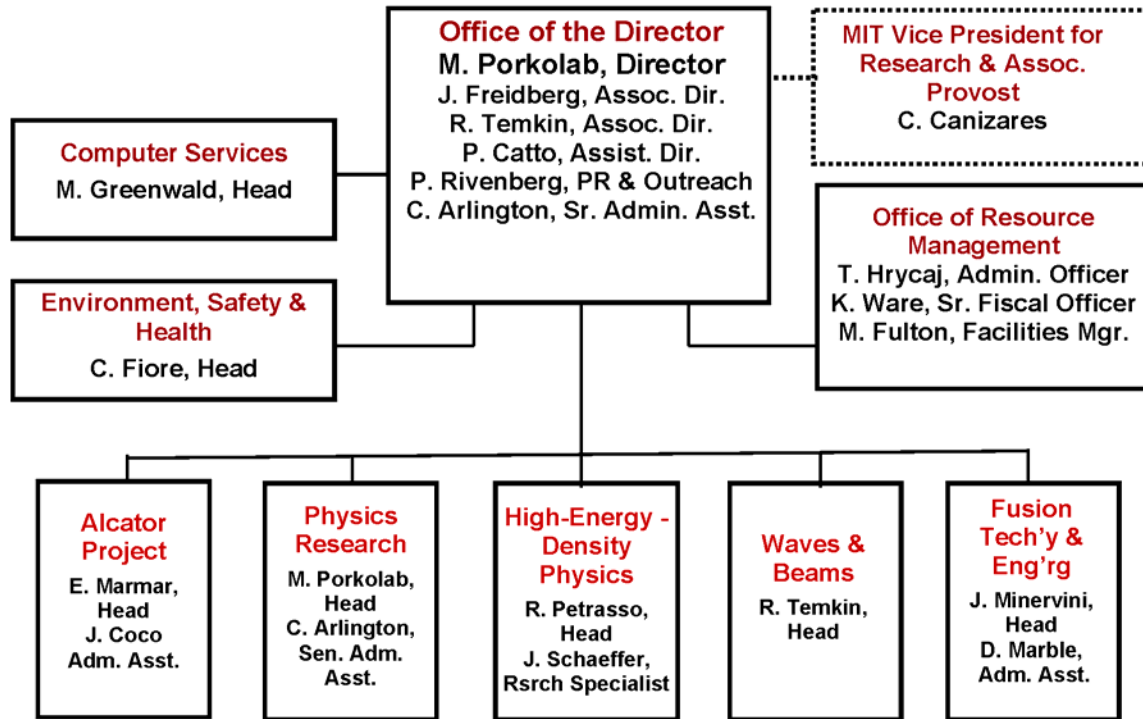 Office of the Director
M. Porkolab, Director
J. Freidberg, Assoc. Dir.
R. Temkin, Assoc. Dir.
P. Catto, Assist. Dir.
P. Rivenberg, PR & Outreach
C. Arlington, Sr. Admin. Asst.
MIT Vice President for
Research & Assoc.
Provost
C. Canizares
Computer Services
M. Greenwald, Head
Office of Resource
Management
T. Hrycaj, Admin. Officer
K. Ware, Sr. Fiscal Officer
M. Fulton, Facilities Mgr.
Environment, Safety &
Health
C. Fiore, Head
Alcator
Project
E. Marmar,
Head
J. Coco
Adm. Asst.
Physics
Research
M. Porkolab,
Head
C. Arlington,
Sen. Adm.
Asst.
High-Energy -
Density
Physics
R. Petrasso,
Head
J. Schaeffer,
Rsrch Specialist
Waves &
Beams
R. Temkin,
Head
Fusion
Tech'y &
Eng'rg
J. Minervini,
Head
D. Marble,
Adm. Asst.